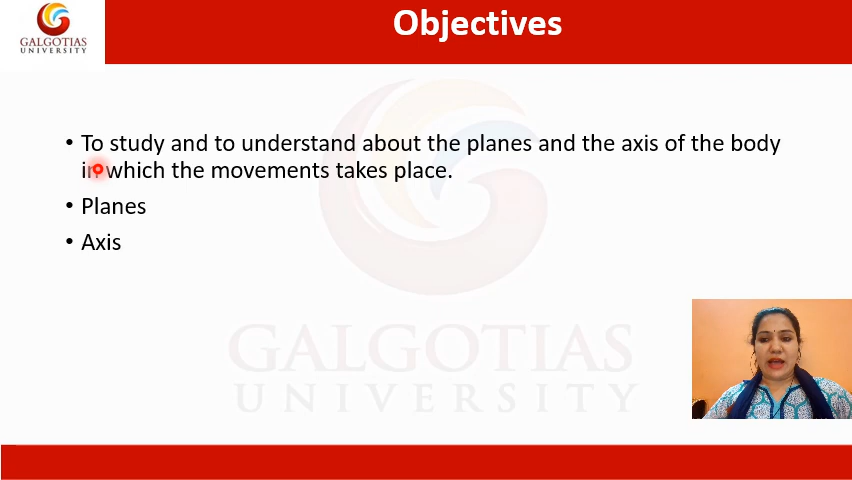 GALGOTIAS
UNIVERSITY
Objectives
• To study and to understand about the planes and the axis of the body
in which the movements takes place.
• Planes
• Axis
GALGOTIAS
UNIVERSITY